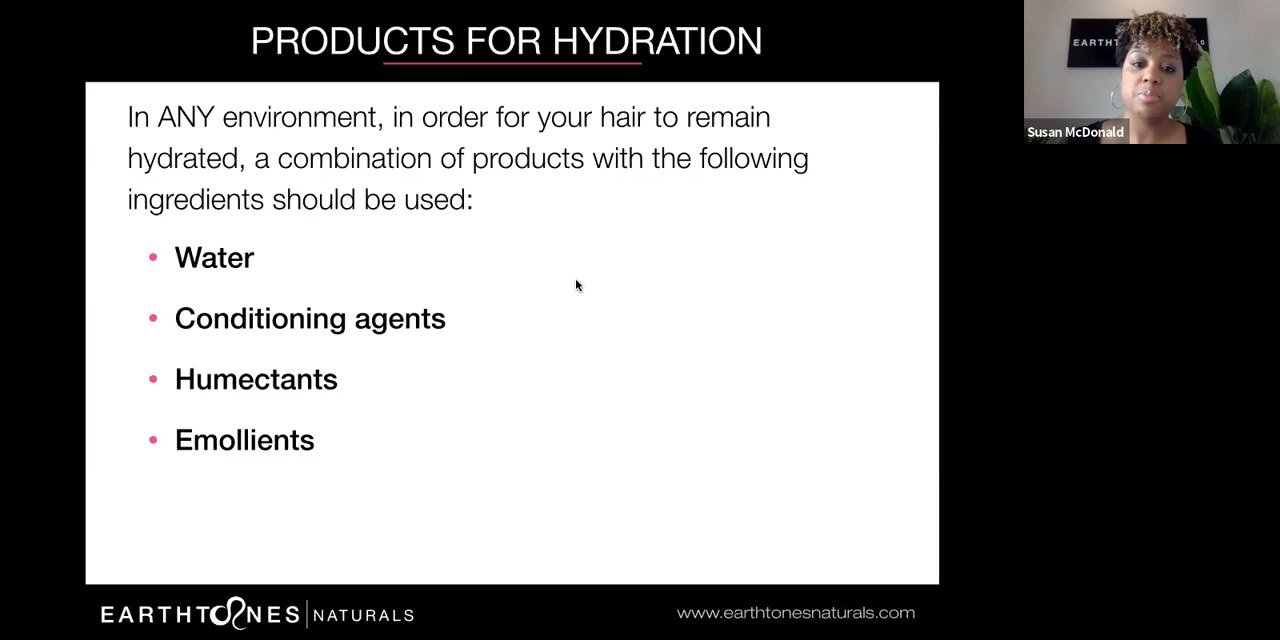 PRODUCTS FOR HYDRATION
In ANY environment, in order for your hair to remain
hydrated, a combination of products with the following
ingredients should be used:
• Water
• Conditioning agents
• Humectants
• Emollients
EARTHTONES | NATURALS
www.earthtonesnaturals.com
EARTHT
Susan McDonald